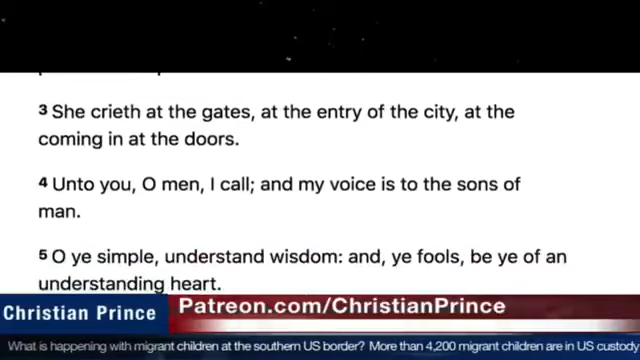 3 She crieth at the gates, at the entry of the city, at the
coming in at the doors.
4 Unto you, O men, I call; and my voice is to the sons of
man.
5 O ye simple, understand wisdom: and, ye fools, be ye of an
understanding heart.
Christian Prince
Patreon.com/ChristianPrince
What is happening with migrant children at the southern US border? More than 4,200 migrant children are in US custody